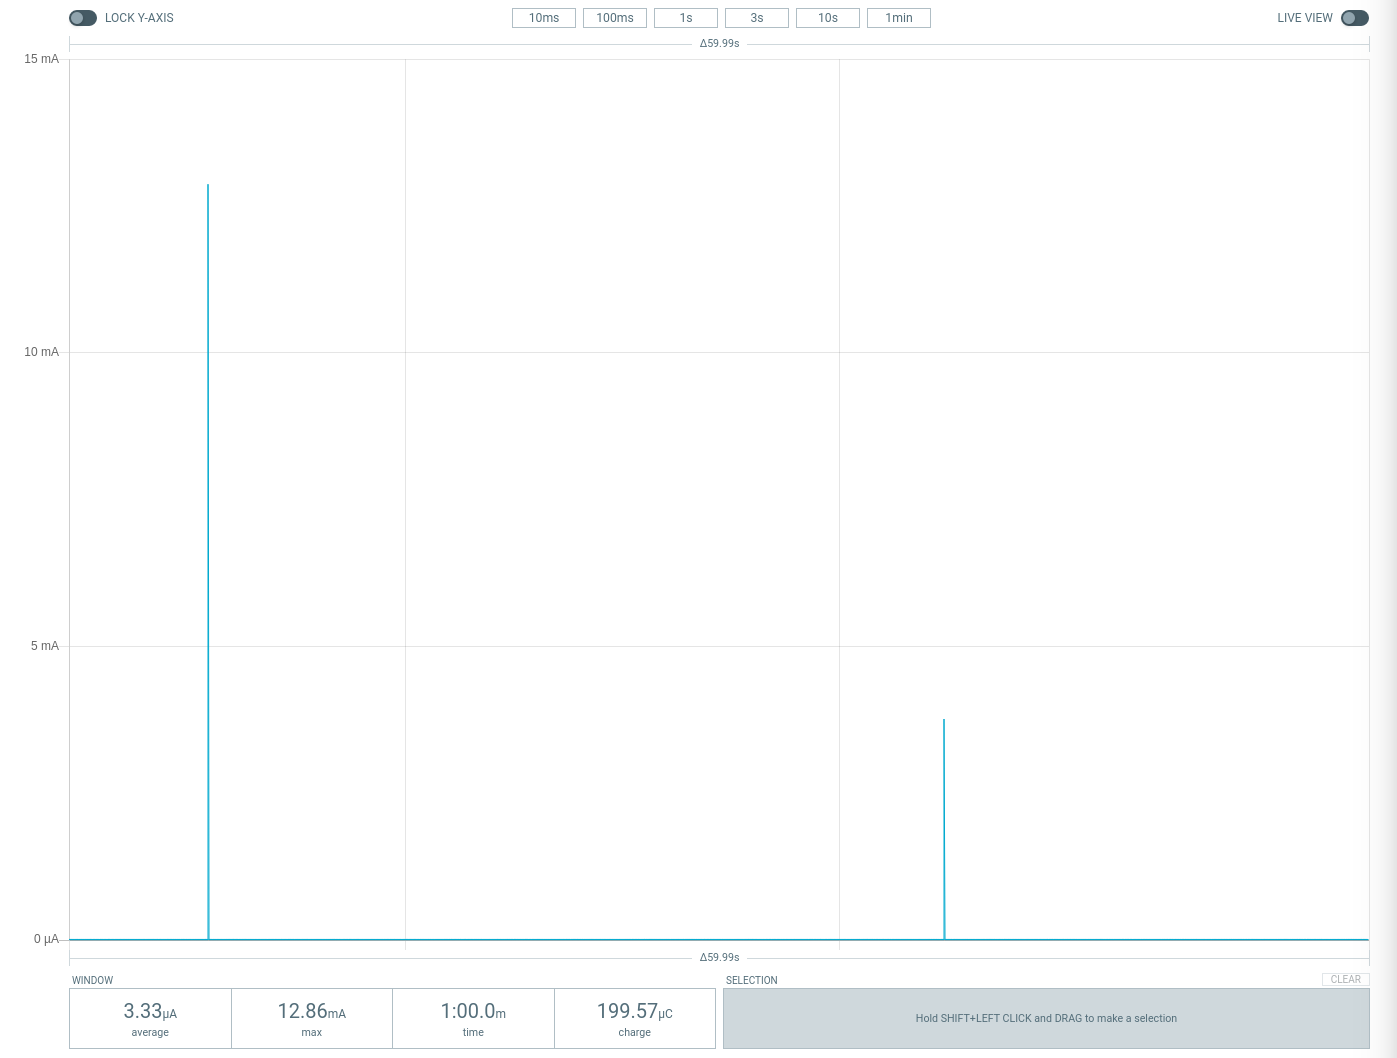 LOCK Y-AXIS 10ms 100ms 1s 3s 10s 1min LIVE VIEW
Δ59.99s
15 mA
10 mA
5 mA
0 µA
Δ59.99s
WINDOW SELECTION CLEAR
3.33µA 12.86mA 1:00.0m 199.57µC
average max time charge
Hold SHIFT+LEFT CLICK and DRAG to make a selection